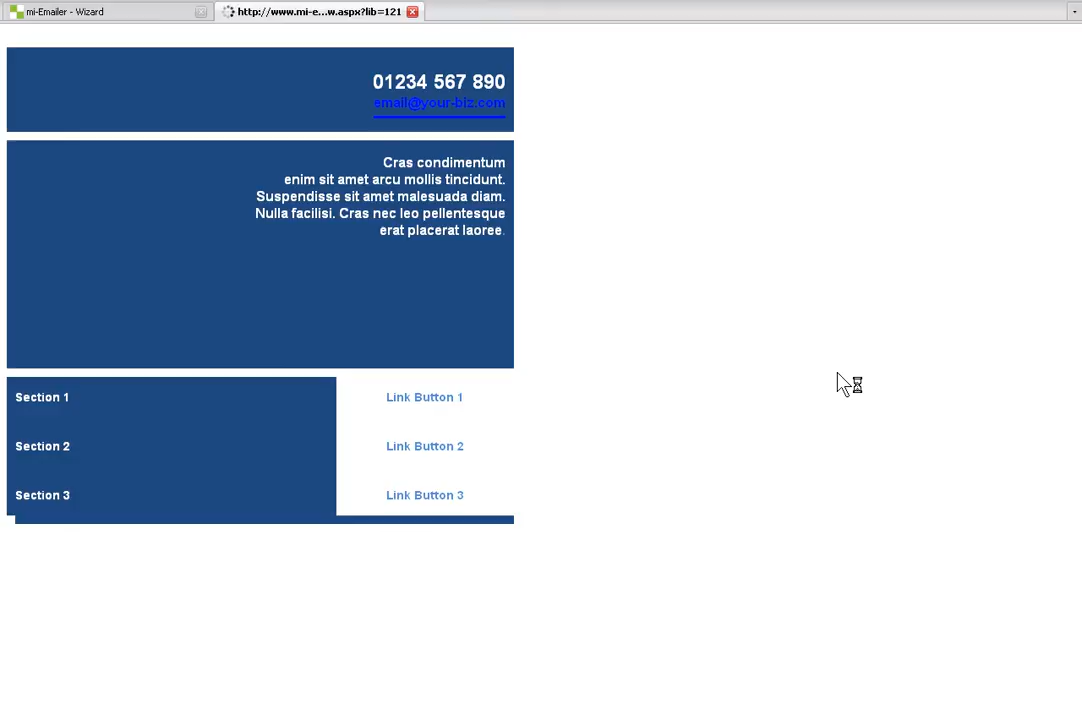 mi-Emailer - Wizard
http://www.mi-e...w.aspx?lib=121
01234 567 890
email@your-biz.com
Cras condimentum
enim sit amet arcu mollis tincidunt.
Suspendisse sit amet malesuada diam.
Nulla facilisi. Cras nec leo pellentesque
erat placerat laoree.
Section 1
Link Button 1
Section 2
Link Button 2
Section 3
Link Button 3